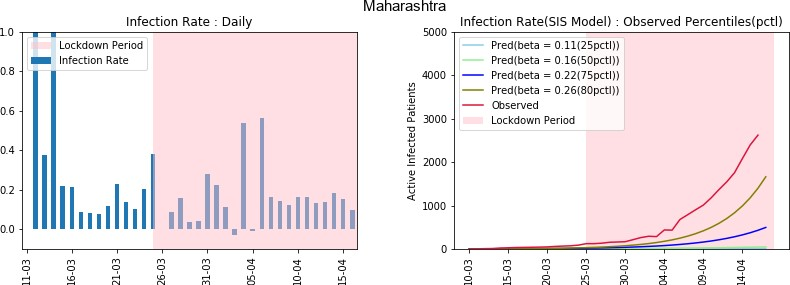 Maharashtra
Infection Rate : Daily
1.0
0.8
0.6
0.4
0.2
0.0
Lockdown Period
Infection Rate
11-03
16-03
21-03
26-03
31-03
05-04
10-04
15-04
Infection Rate(SIS Model) : Observed Percentiles(pctl)
Active Infected Patients
5000
4000
3000
2000
1000
0
Pred(beta = 0.11(25pctl))
Pred(beta = 0.16(50pctl))
Pred(beta = 0.22(75pctl))
Pred(beta = 0.26(80pctl))
Observed
Lockdown Period
10-03
15-03
20-03
25-03
30-03
04-04
09-04
14-04